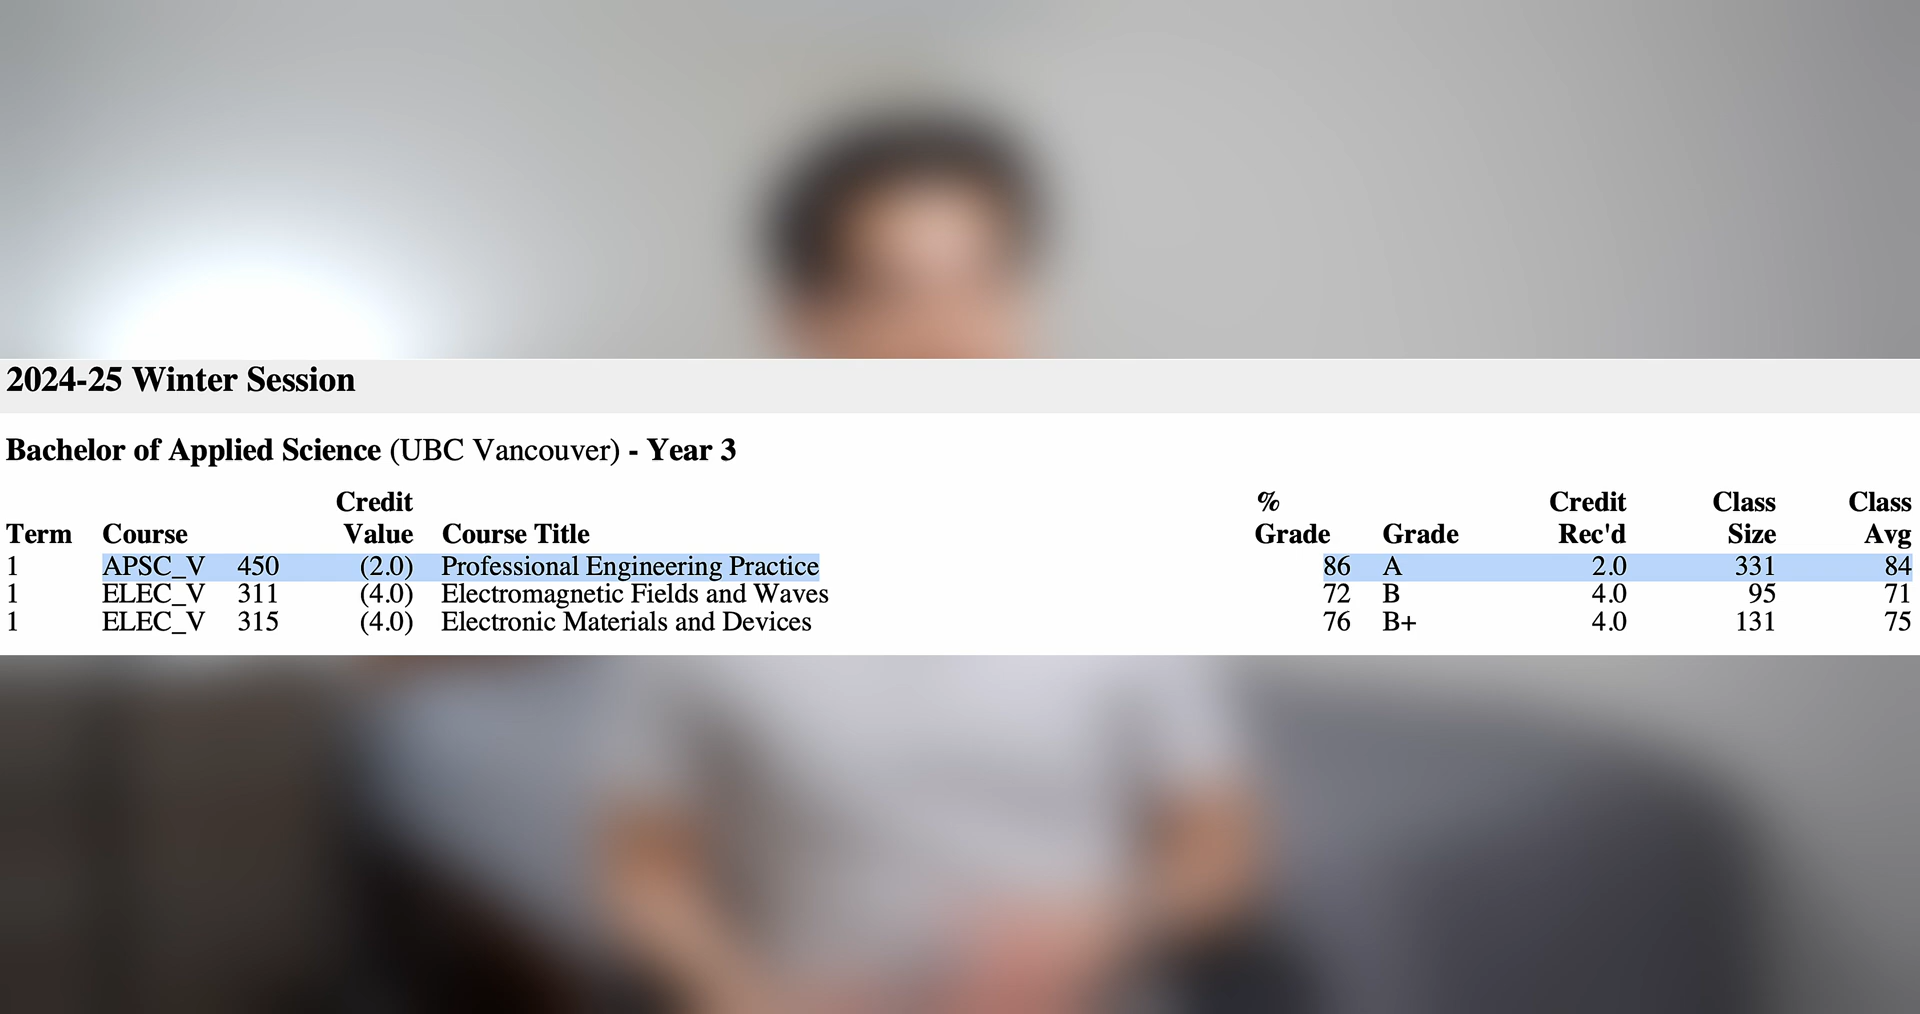 2024-25 Winter Session
Bachelor of Applied Science (UBC Vancouver) - Year 3
Term Course Credit Value Course Title % Grade Grade Credit Rec'd Class Size Class Avg
1 APSC_V 450 (2.0) Professional Engineering Practice 86 A 2.0 331 84
1 ELEC_V 311 (4.0) Electromagnetic Fields and Waves 72 B 4.0 95 71
1 ELEC_V 315 (4.0) Electronic Materials and Devices 76 B+ 4.0 131 75